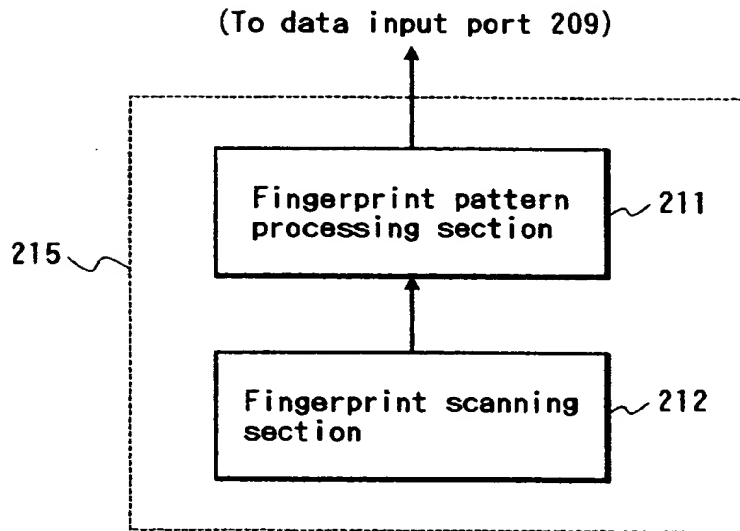 (To data input port 209)
Fingerprint pattern
processing section
211
215
Fingerprint scanning
section
212